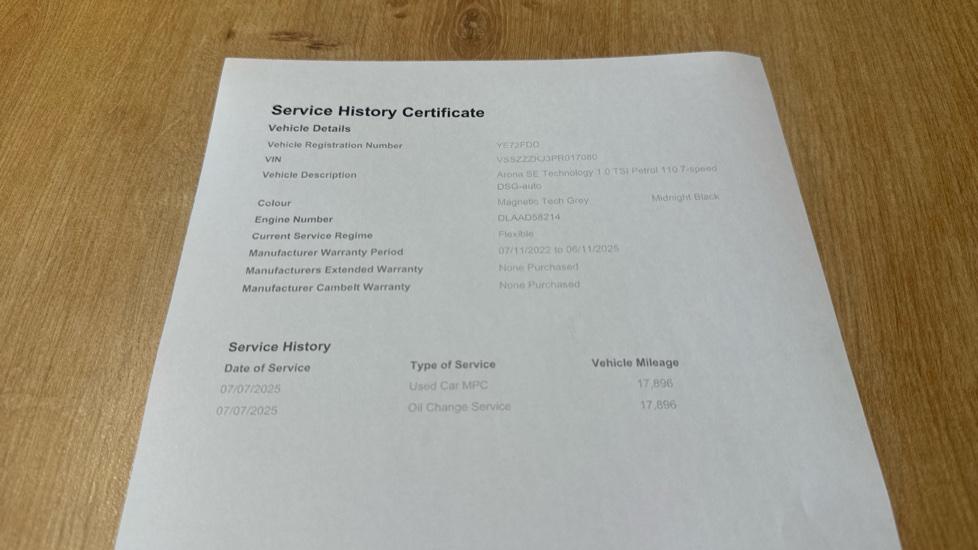 Service History Certificate
Vehicle Details
Vehicle Registration Number YE72FDD
VIN
Vehicle Description Arona SE Technology 1.0 TSI Petrol 110 7-speed
DSG-auto
Colour Magnetic Tech Grey Midnight Black
Engine Number DLAAD58214
Current Service Regime Flexible
Manufacturer Warranty Period 07/11/2022 to 06/11/2025
Manufacturers Extended Warranty None Purchased
Manufacturer Cambelt Warranty None Purchased
Service History
Date of Service Type of Service Vehicle Mileage
07/07/2025 Used Car MPC 17,896
07/07/2025 Oil Change Service 17,896